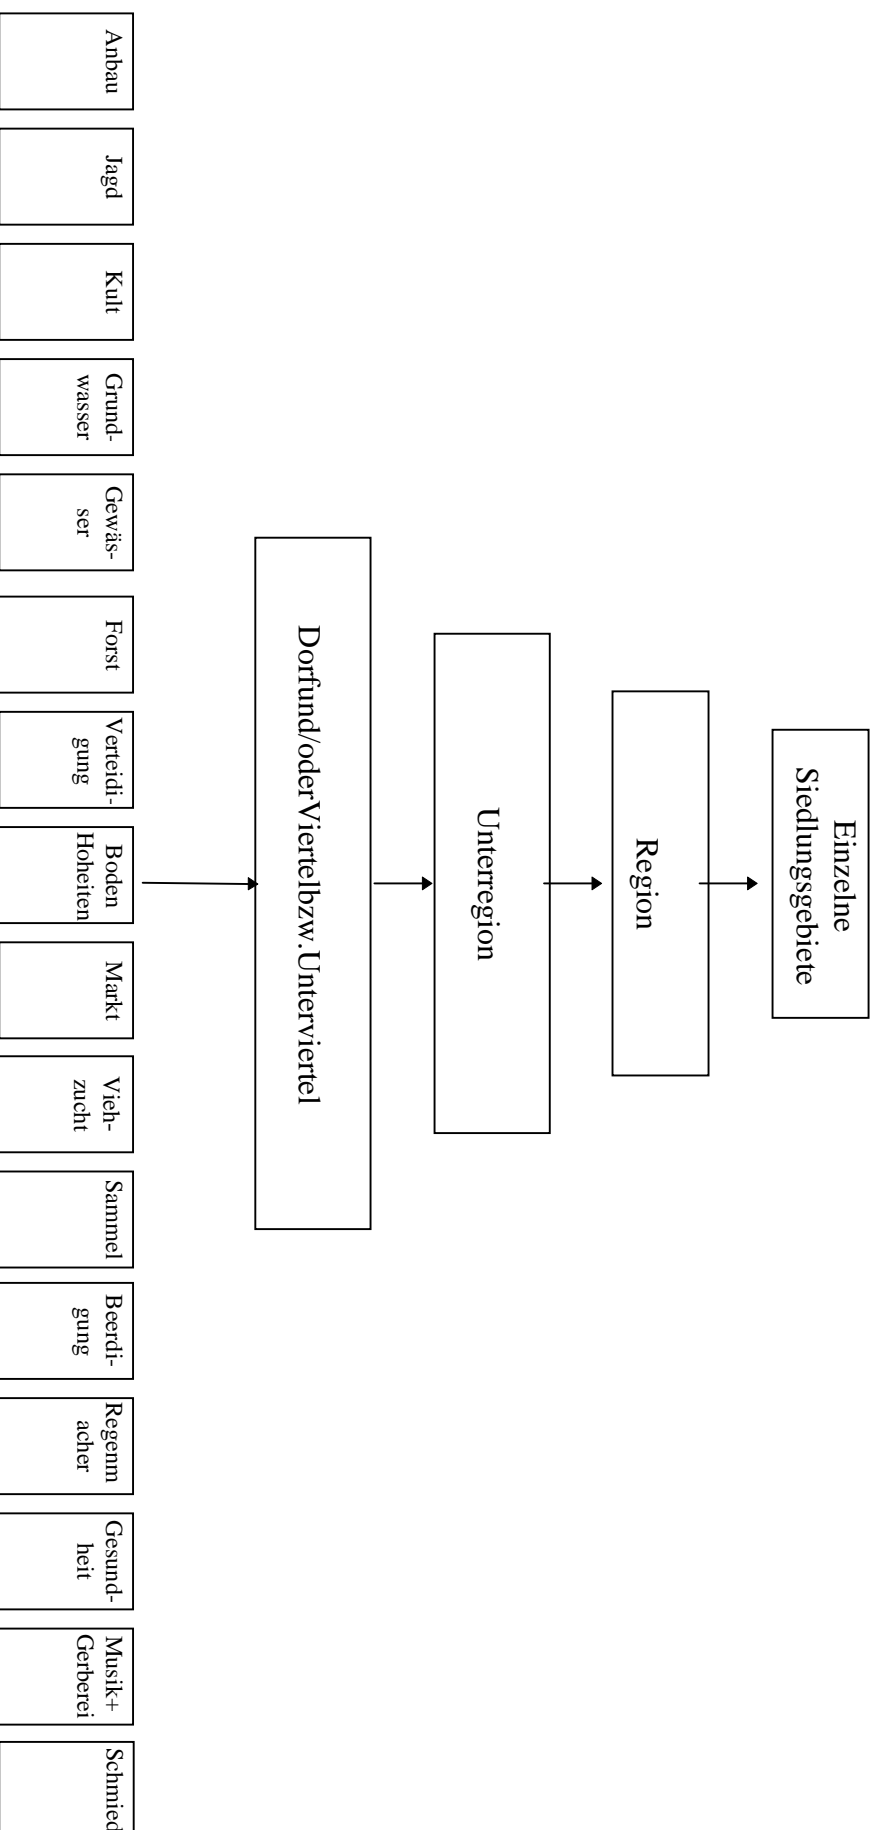 Einzelne
Siedlungsgebiete
Region
Unterregion
Dorfund/oderViertelbzw.Unterviertel
Anbau
Jagd
Kult
Grund-
wasser
Gewäs-
ser
Forst
Verteidi-
gung
Boden
Hoheiten
Markt
Vieh-
zucht
Sammel
Beerdi-
gung
Regenm
acher
Gesund-
heit
Musik+
Gerberei
Schmied